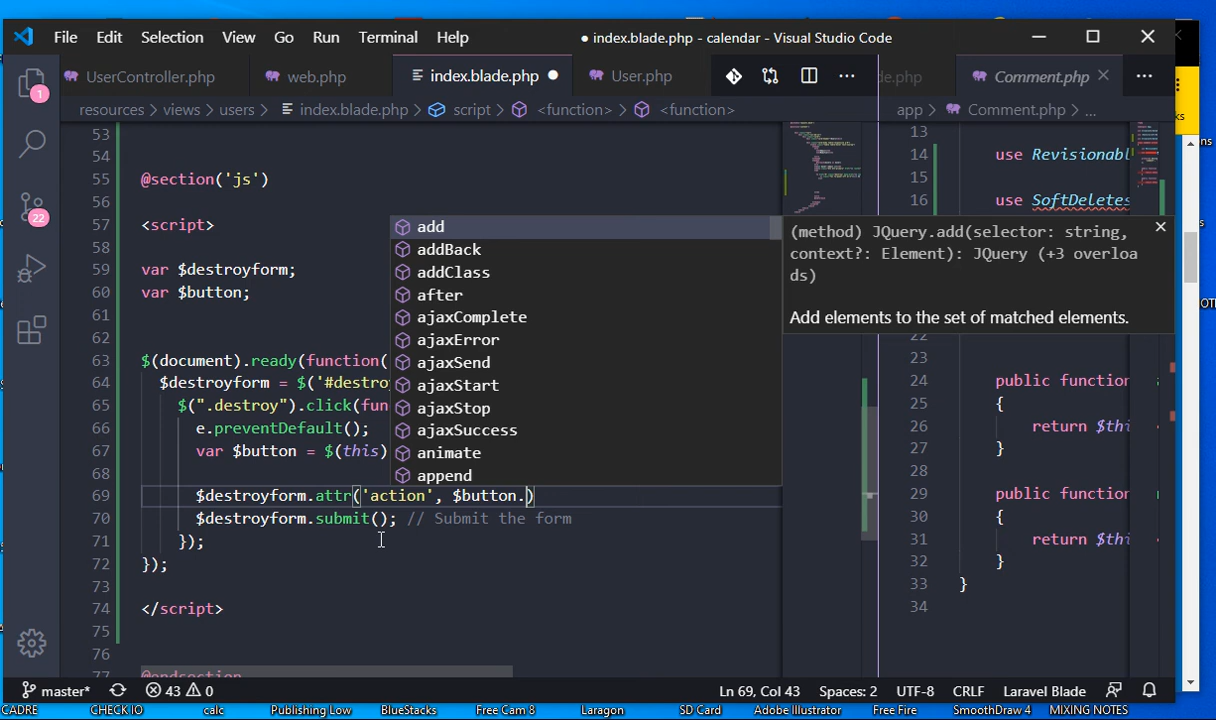 File Edit Selection View Go Run Terminal Help
● index.blade.php - calendar - Visual Studio Code
UserController.php web.php index.blade.php User.php Comment.php
resources > views > users > index.blade.php > script > <function> > <function>
app > Comment.php > ...
1
22
53
54
55 @section('js')
56
57 <script>
58
59 var $destroyform;
60 var $button;
61
62
63 $(document).ready(function(
64 $destroyform = $('#destro
65 $(".destroy").click(fun
66 e.preventDefault();
67 var $button = $(this)
68
69 $destroyform.attr('action', $button.)
70 $destroyform.submit(); // Submit the form
71 });
72 });
73
74 </script>
75
76
77 @endsection
add
addBack
addClass
after
ajaxComplete
ajaxError
ajaxSend
ajaxStart
ajaxStop
ajaxSuccess
animate
append
(method) JQuery.add(selector: string,
context?: Element): JQuery (+3 overloa
ds)
Add elements to the set of matched elements.
13
14 use Revisionabl
15
16 use SoftDeletes
22
23
24 public function
25 {
26 return $thi
27 }
28
29 public function
30 {
31 return $thi
32 }
33 }
34
master* 43 0 Ln 69, Col 43 Spaces: 2 UTF-8 CRLF Laravel Blade
CADRE CHECK IO calc Publishing Low BlueStacks Free Cam 8 Laragon SD Card Adobe Illustrator Free Fire SmoothDraw 4 MIXING NOTES